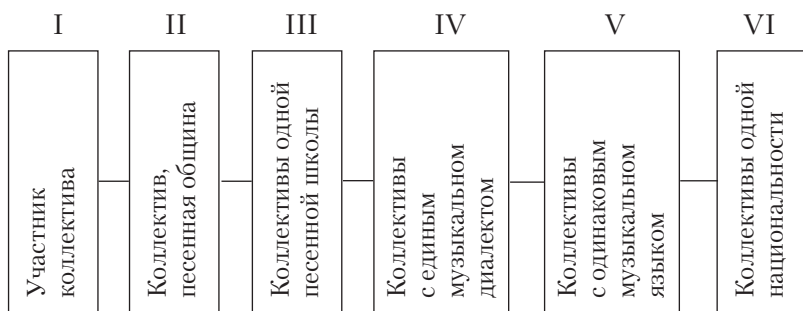 I
II
III
IV
V
VI
Участник
коллектива
Коллектив,
песенная община
Коллективы одной
песенной школы
Коллективы
с единым
музыкальном
диалектом
Коллективы
с одинаковым
музыкальном
языком
Коллективы одной
национальности